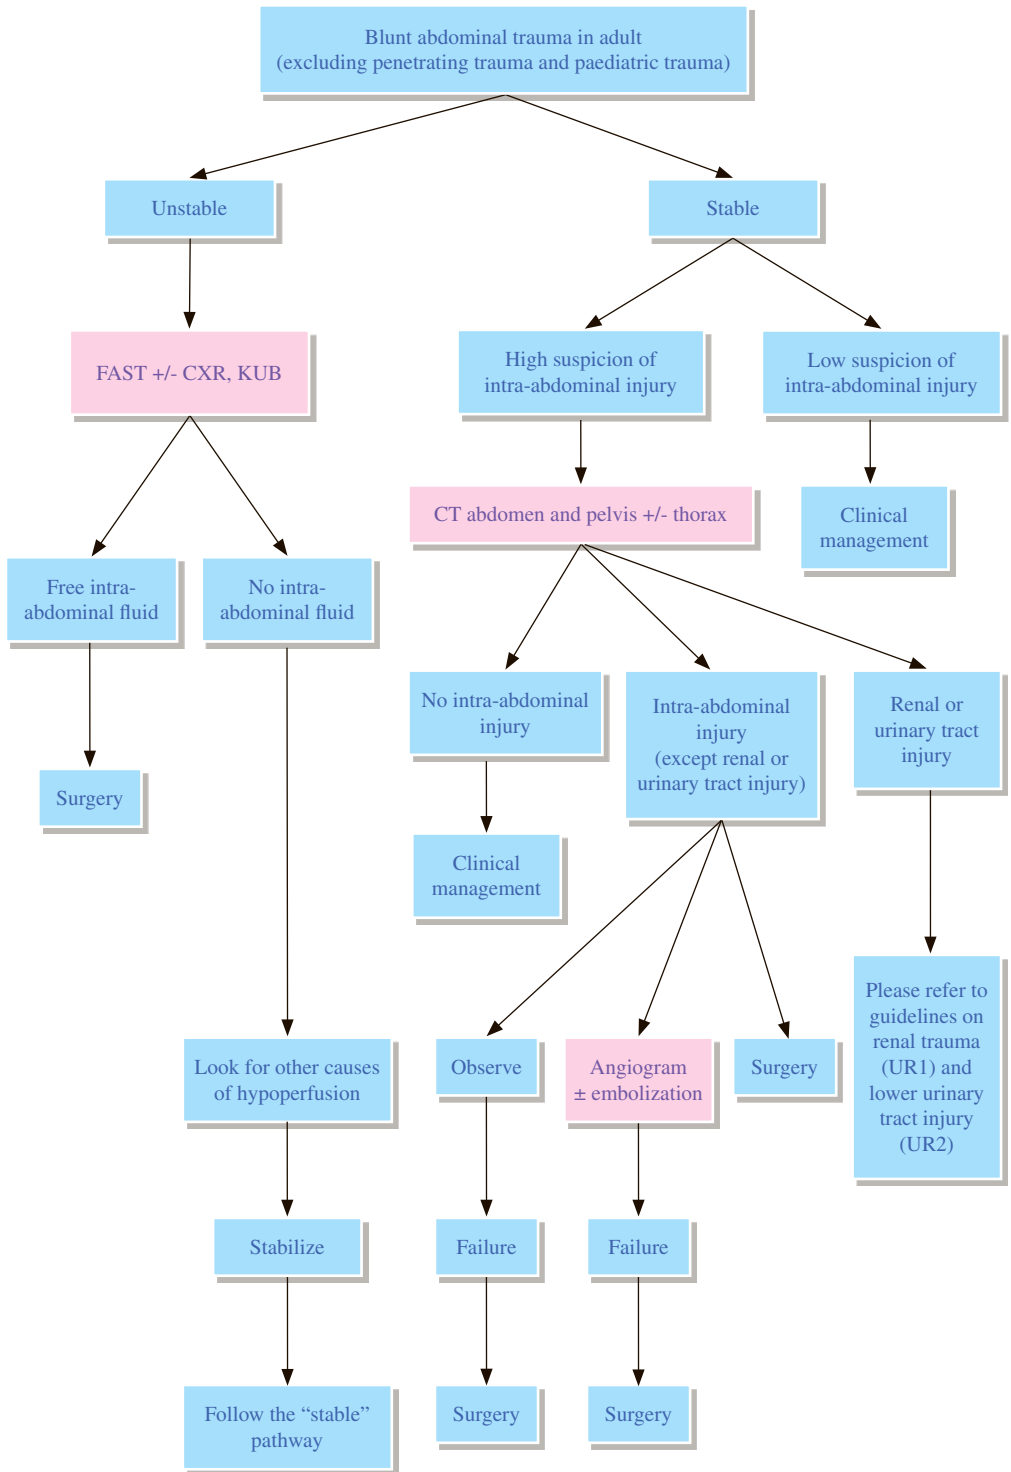 Blunt abdominal trauma in adult
(excluding penetrating trauma and paediatric trauma)
Unstable
Stable
FAST +/- CXR, KUB
High suspicion of
intra-abdominal injury
Low suspicion of
intra-abdominal injury
CT abdomen and pelvis +/- thorax
Clinical
management
Free intra-
abdominal fluid
No intra-
abdominal fluid
No intra-abdominal
injury
Intra-abdominal
injury
(except renal or
urinary tract injury)
Renal or
urinary tract
injury
Surgery
Clinical
management
Look for other causes
of hypoperfusion
Observe
Angiogram
± embolization
Surgery
Please refer to
guidelines on
renal trauma
(UR1) and
lower urinary
tract injury
(UR2)
Stabilize
Failure
Failure
Follow the “stable”
pathway
Surgery
Surgery